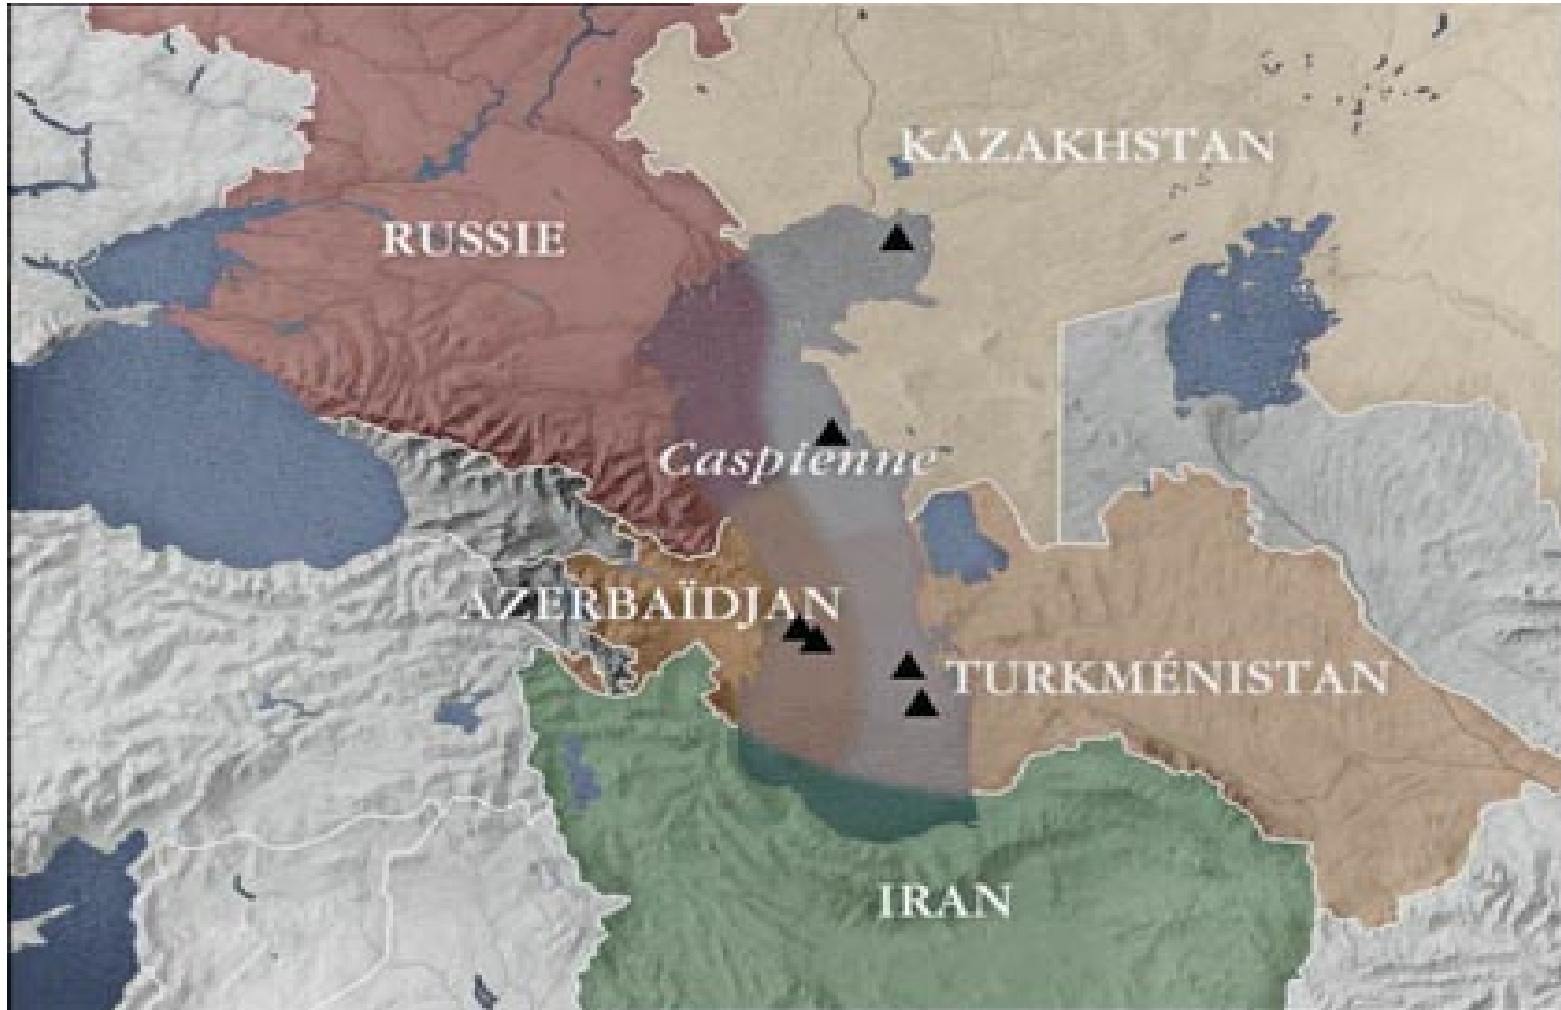 KAZAKHSTAN
RUSSIE
Caspienne
AZERBAÏDJAN
TURKMÉNISTAN
IRAN